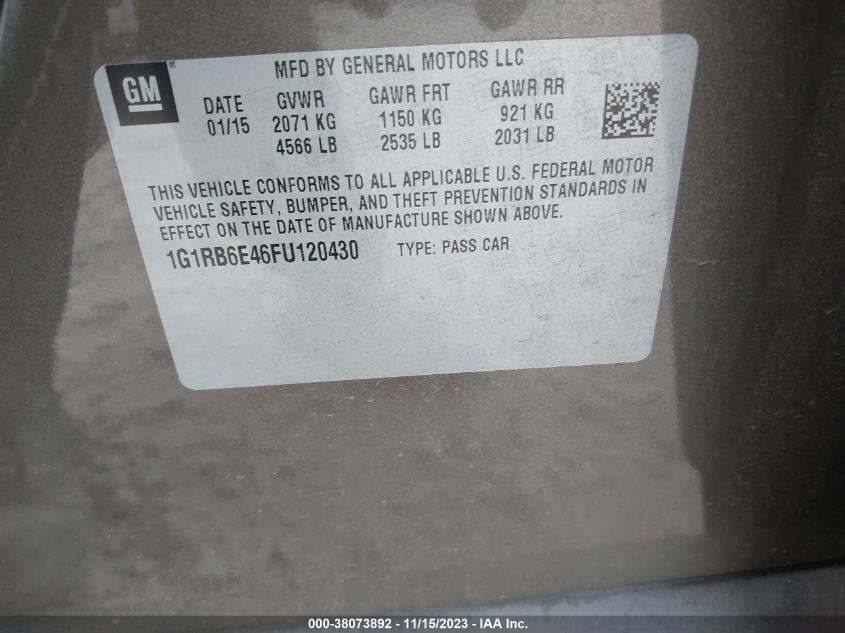 GM
MFD BY GENERAL MOTORS LLC
DATE GVWR GAWR FRT GAWR RR
01/15 2071 KG 1150 KG 921 KG
4566 LB 2535 LB 2031 LB
THIS VEHICLE CONFORMS TO ALL APPLICABLE U.S. FEDERAL MOTOR
VEHICLE SAFETY, BUMPER, AND THEFT PREVENTION STANDARDS IN
EFFECT ON THE DATE OF MANUFACTURE SHOWN ABOVE.
1G1RB6E46FU120430 TYPE: PASS CAR
000-38073892 - 11/15/2023 - IAA Inc.